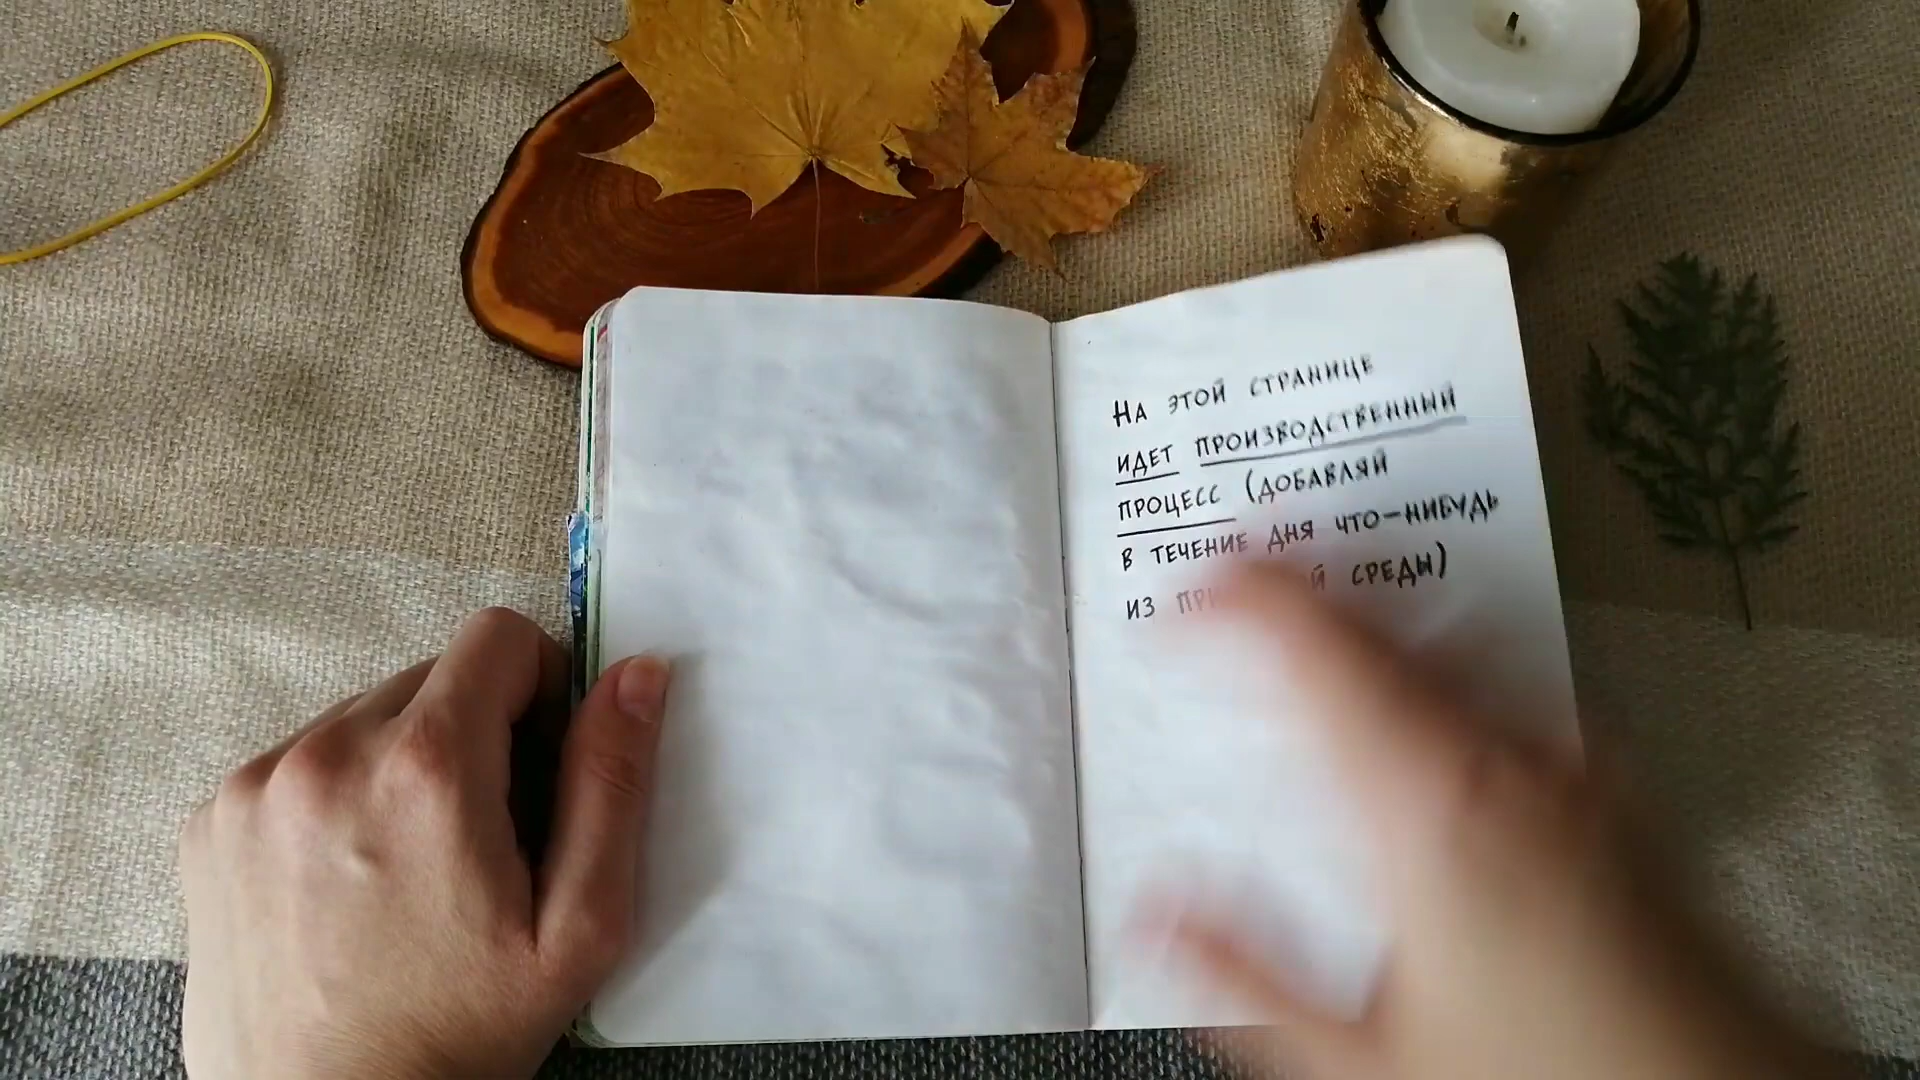 На этой странице
идет производственный
процесс (добавляй
в течение дня что-нибудь
из среды)